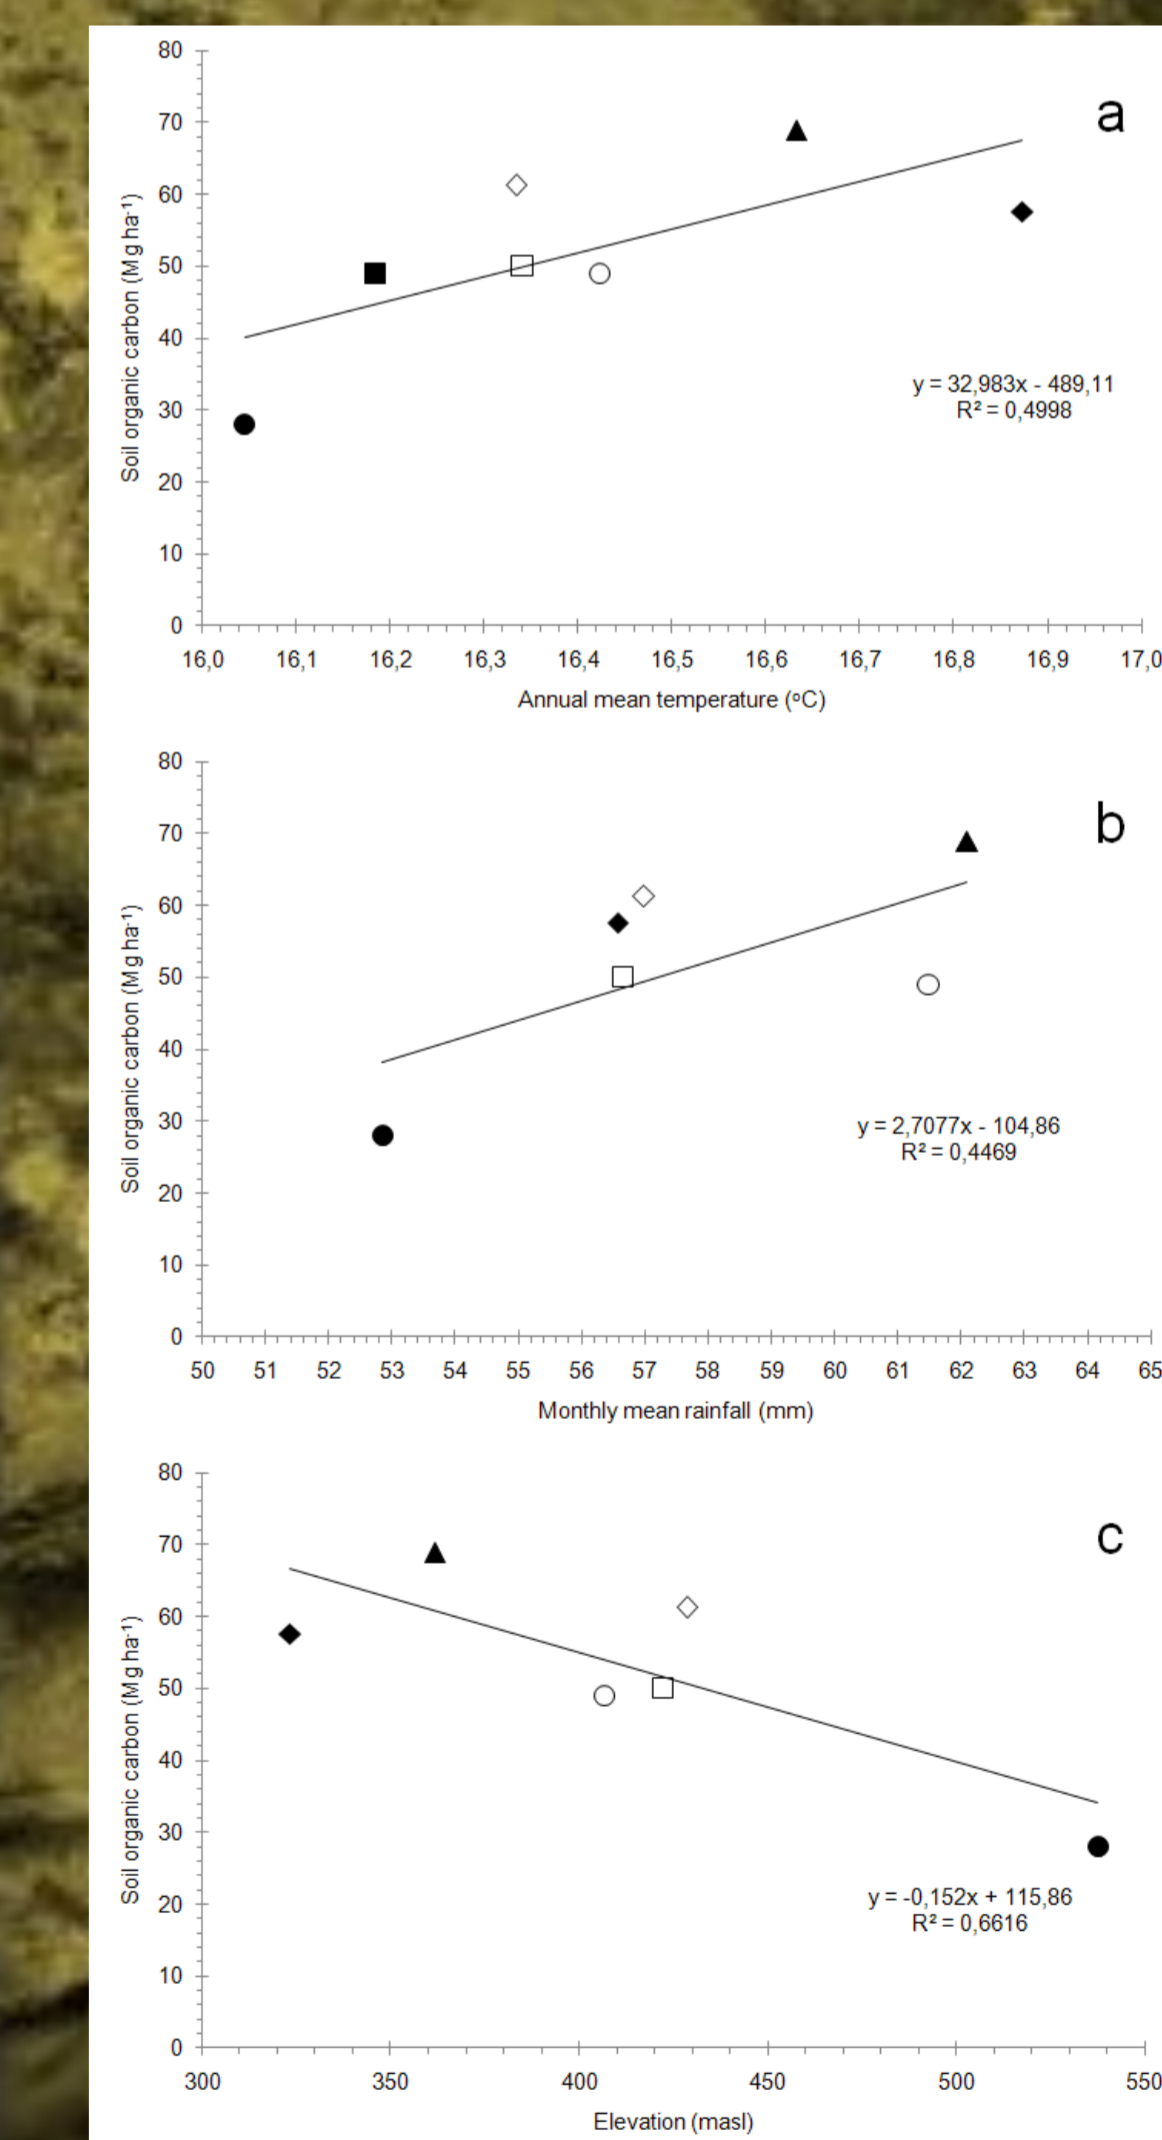 a
80
70
60
50
40
30
20
10
0
Soil organic carbon (Mg ha-1)
y = 32,983x - 489,11
R² = 0,4998
16,0 16,1 16,2 16,3 16,4 16,5 16,6 16,7 16,8 16,9 17,0
Annual mean temperature (ºC)
b
80
70
60
50
40
30
20
10
0
Soil organic carbon (Mg ha-1)
y = 2,7077x - 104,86
R² = 0,4469
50 51 52 53 54 55 56 57 58 59 60 61 62 63 64 65
Monthly mean rainfall (mm)
c
80
70
60
50
40
30
20
10
0
Soil organic carbon (Mg ha-1)
y = -0,152x + 115,86
R² = 0,6616
300 350 400 450 500 550
Elevation (masl)